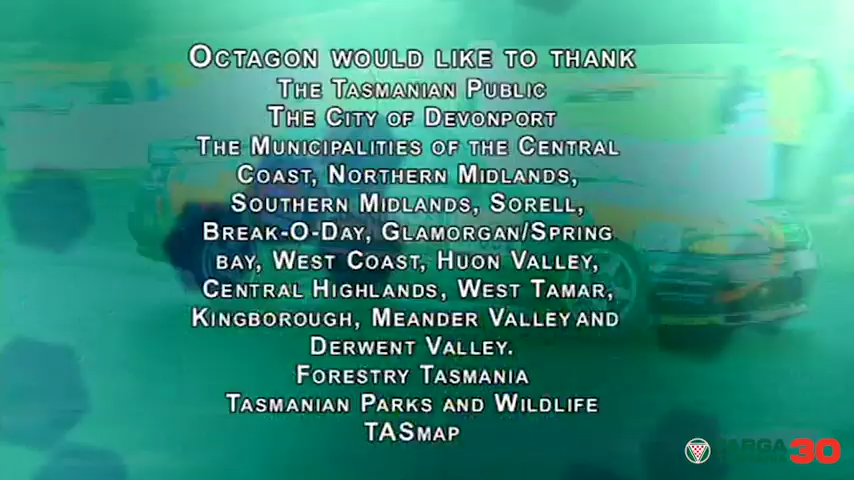 OCTAGON WOULD LIKE TO THANK
THE TASMANIAN PUBLIC
THE CITY OF DEVONPORT
THE MUNICIPALITIES OF THE CENTRAL
COAST, NORTHERN MIDLANDS,
SOUTHERN MIDLANDS, SORELL,
BREAK-O-DAY, GLAMORGAN/SPRING
BAY, WEST COAST, HUON VALLEY,
CENTRAL HIGHLANDS, WEST TAMAR,
KINGBOROUGH, MEANDER VALLEY AND
DERWENT VALLEY.
FORESTRY TASMANIA
TASMANIAN PARKS AND WILDLIFE
TASMAP
TARGA 30